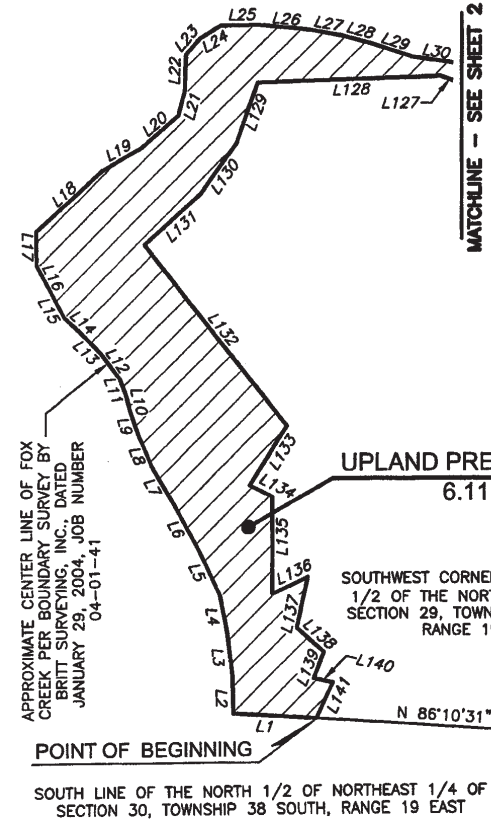 L25
L26
L27
L28
L29
L30
L24
L23
L22
L21
L20
L19
L18
L17
L16
L15
L14
L13
L12
L11
L10
L9
L8
L7
L6
L5
L4
L3
L2
L1
L127
L128
L129
L130
L131
L132
L133
L134
L135
L136
L137
L138
L139
L140
L141
MATCHLINE - SEE SHEET 2
APPROXIMATE CENTER LINE OF FOX
CREEK PER BOUNDARY SURVEY BY
BRITT SURVEYING, INC., DATED
JANUARY 29, 2004, JOB NUMBER
04-01-41
UPLAND PRE
6.11
SOUTHWEST CORNE
1/2 OF THE NOR
SECTION 29, TOWN
RANGE 1
N 86°10'31"
POINT OF BEGINNING
SOUTH LINE OF THE NORTH 1/2 OF NORTHEAST 1/4 OF
SECTION 30, TOWNSHIP 38 SOUTH, RANGE 19 EAST